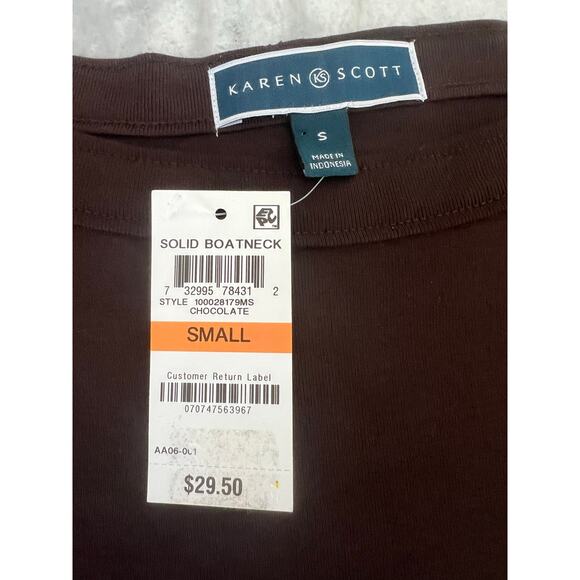 KAREN KS SCOTT
S
MADE IN
INDONESIA
SOLID BOATNECK
7 32995 78431 2
STYLE 100028179MS
CHOCOLATE
SMALL
Customer Return Label
070747563967
AA06-001
$29.50